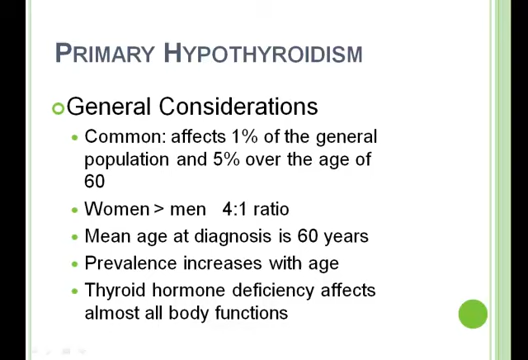 PRIMARY HYPOTHYROIDISM
General Considerations
Common: affects 1% of the general
population and 5% over the age of
60
Women > men 4:1 ratio
Mean age at diagnosis is 60 years
Prevalence increases with age
Thyroid hormone deficiency affects
almost all body functions